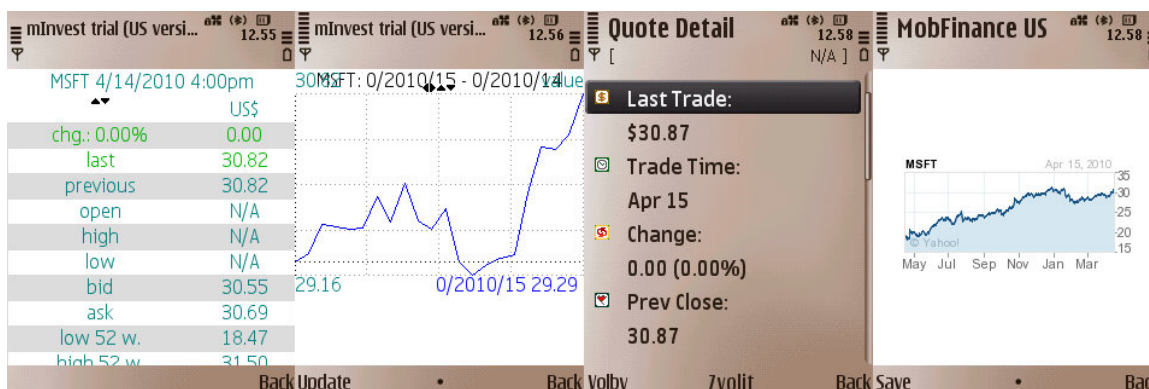 mInvest trial (US versi...
12.55
MSFT 4/14/2010 4:00pm
US$
chg.: 0.00% 0.00
last 30.82
previous 30.82
open N/A
high N/A
low N/A
bid 30.55
ask 30.69
low 52 w. 18.47
high 52 w 31.50
Back
mInvest trial (US versi...
12.56
MSFT: 0/2010/15 - 0/2010/14
value
29.16
0/2010/15 29.29
Update
Back
Quote Detail
12.58
[ N/A ]
Last Trade:
$30.87
Trade Time:
Apr 15
Change:
0.00 (0.00%)
Prev Close:
30.87
Volby
Zvolit
Back
MobFinance US
12.58
MSFT Apr 15, 2010
35
30
25
20
15
© Yahoo!
May Jul Sep Nov Jan Mar
Save